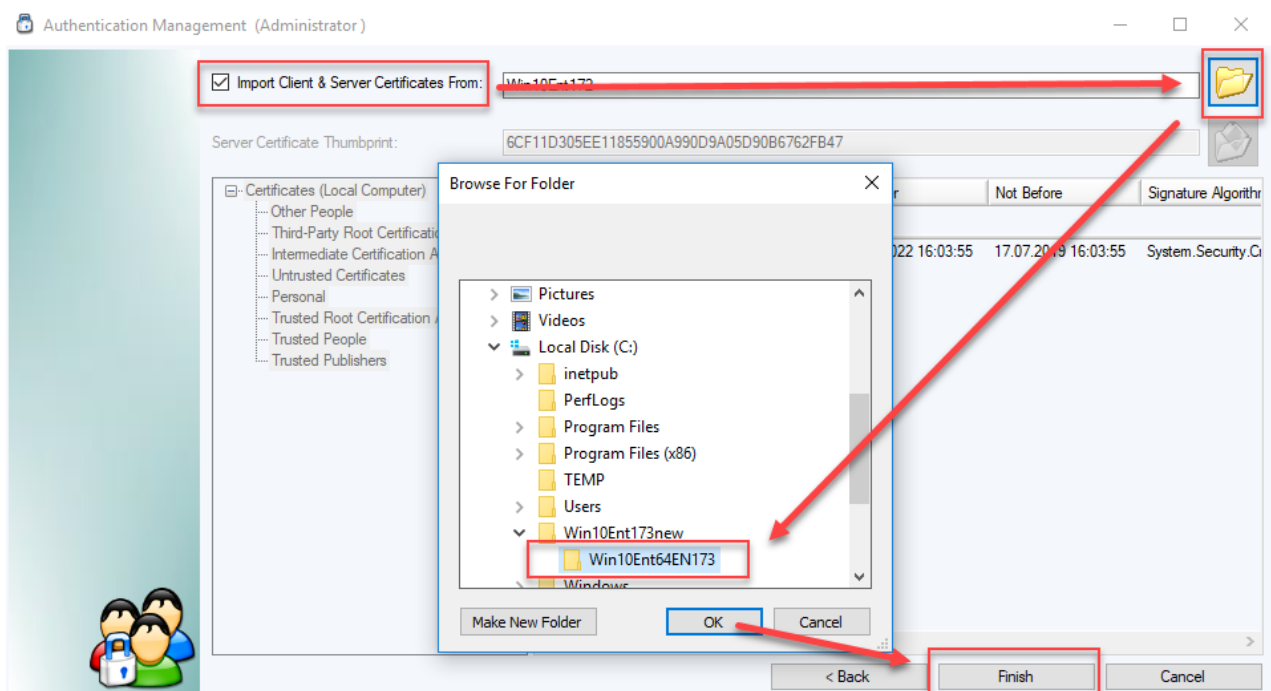 Authentication Management (Administrator )
Import Client & Server Certificates From:
Win10Ent173
Server Certificate Thumbprint:
6CF11D305EE11855900A990D9A05D90B6762FB47
Certificates (Local Computer)
Other People
Third-Party Root Certificatio
Intermediate Certification A
Untrusted Certificates
Personal
Trusted Root Certification A
Trusted People
Trusted Publishers
r
Not Before
Signature Algorithm
022 16:03:55
17.07.2019 16:03:55
System.Security.Cr
Browse For Folder
Pictures
Videos
Local Disk (C:)
inetpub
PerfLogs
Program Files
Program Files (x86)
TEMP
Users
Win10Ent173new
Win10Ent64EN173
Windows
Make New Folder
OK
Cancel
< Back
Finish
Cancel